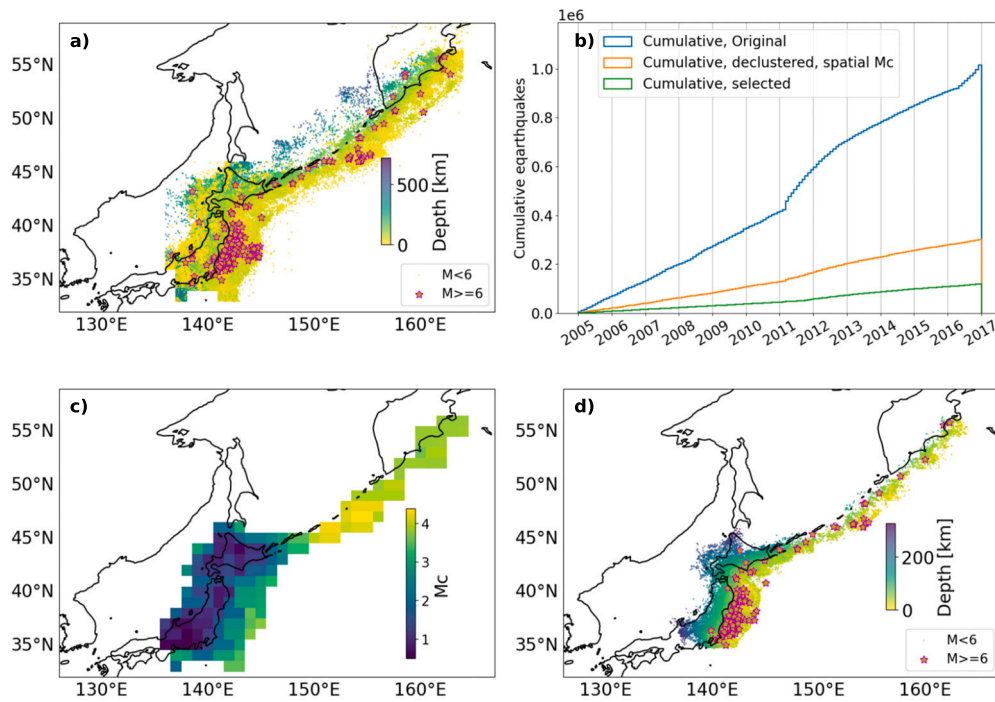 a)
55°N
50°N
45°N
40°N
35°N
130°E 140°E 150°E 160°E
500
0
Depth [km]
M<6
M>=6
b)
1e6
Cumulative, Original
Cumulative, declustered, spatial Mc
Cumulative, selected
Cumulative eqarthquakes
1.0
0.8
0.6
0.4
0.2
0.0
2005 2006 2007 2008 2009 2010 2011 2012 2013 2014 2015 2016 2017
c)
55°N
50°N
45°N
40°N
35°N
130°E 140°E 150°E 160°E
4
3
2
1
Mc
d)
55°N
50°N
45°N
40°N
35°N
130°E 140°E 150°E 160°E
200
0
Depth [km]
M<6
M>=6